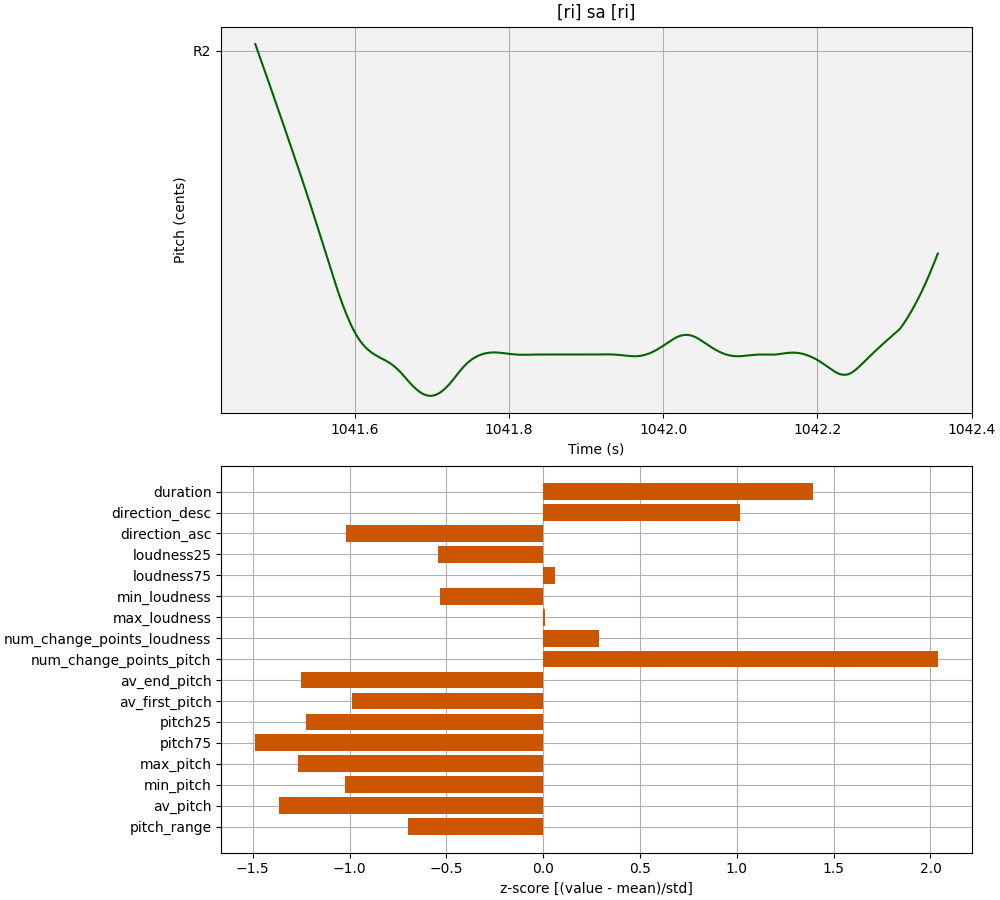 [ri] sa [ri]
R2
Pitch (cents)
1041.6 1041.8 1042.0 1042.2 1042.4
Time (s)
duration
direction_desc
direction_asc
loudness25
loudness75
min_loudness
max_loudness
num_change_points_loudness
num_change_points_pitch
av_end_pitch
av_first_pitch
pitch25
pitch75
max_pitch
min_pitch
av_pitch
pitch_range
−1.5 −1.0 −0.5 0.0 0.5 1.0 1.5 2.0
z-score [(value - mean)/std]